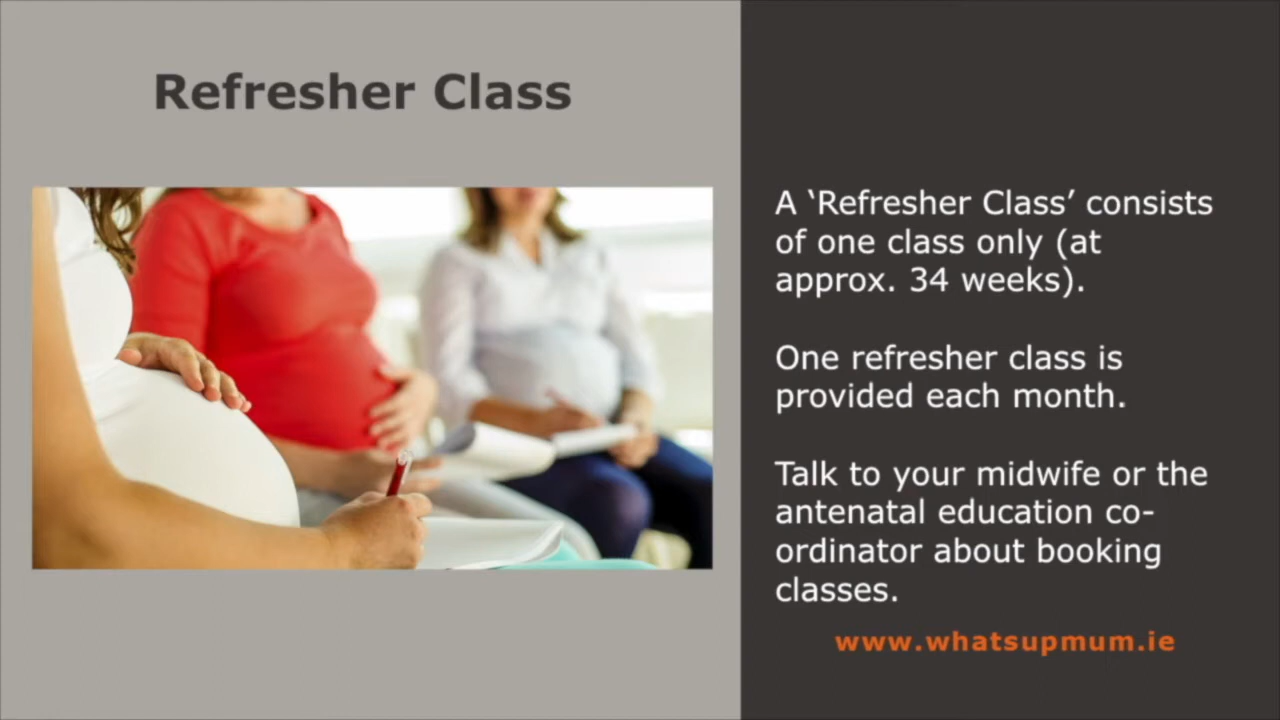 Refresher Class
A ‘Refresher Class’ consists
of one class only (at
approx. 34 weeks).
One refresher class is
provided each month.
Talk to your midwife or the
antenatal education co-
ordinator about booking
classes.
www.whatsupmum.ie